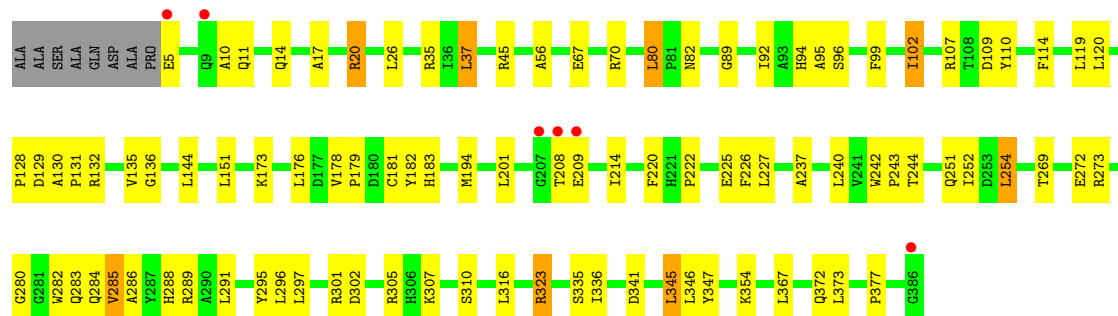 ALA ALA SER ALA GLN ASP ALA PRO E5 Q9 A10 Q11 Q14 A17 R20 L26 R35 I36 L37 R45 A56 E67 R70 L80 P81 N82 G89 I92 A93 H94 A95 S96 F99 I102 R107 T108 D109 Y110 F114 L119 L120
P128 D129 A130 P131 R132 V135 G136 L144 L151 K173 L176 D177 V178 P179 D180 C181 Y182 H183 M194 L201 G207 T208 E209 I214 F220 H221 P222 E225 F226 L227 A237 L240 V241 W242 P243 T244 Q251 I252 D253 L254 T269 E272 R273
G280 G281 W282 Q283 Q284 V285 A286 Y287 H288 R289 A290 L291 Y295 L296 L297 R301 D302 R305 H306 K307 S310 L316 R323 S335 I336 D341 L345 L346 Y347 K354 L367 Q372 L373 P377 G386